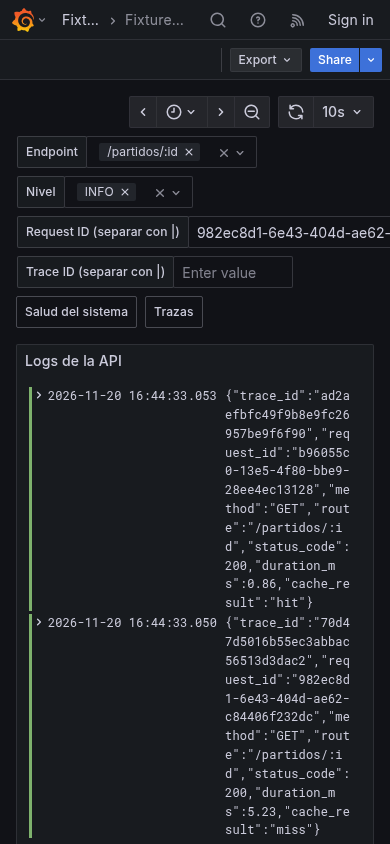 Fixt... > Fixture... Sign in
Export Share
10s
Endpoint /partidos/:id
Nivel INFO
Request ID (separar con |) 982ec8d1-6e43-404d-ae62-
Trace ID (separar con |) Enter value
Salud del sistema Trazas
Logs de la API
2026-11-20 16:44:33.053 {"trace_id":"ad2a
efbfc49f9b8e9fc26
957be9f6f90","req
uest_id":"b96055c
0-13e5-4f80-bbe9-
28ee4ec13128","me
thod":"GET","rout
e":"/partidos/:i
d","status_code":
200,"duration_m
s":0.86,"cache_re
sult":"hit"}
2026-11-20 16:44:33.050 {"trace_id":"70d4
7d5016b55ec3abbac
56513d3dac2","req
uest_id":"982ec8d
1-6e43-404d-ae62-
c84406f232dc","me
thod":"GET","rout
e":"/partidos/:i
d","status_code":
200,"duration_m
s":5.23,"cache_re
sult":"miss"}